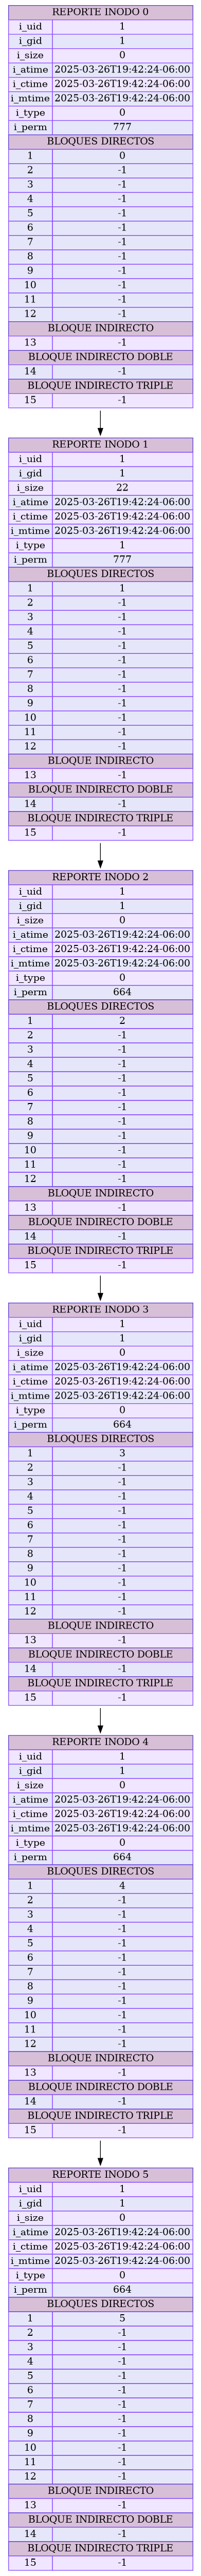 REPORTE INODO 0
i_uid 1
i_gid 1
i_size 0
i_atime 2025-03-26T19:42:24-06:00
i_ctime 2025-03-26T19:42:24-06:00
i_mtime 2025-03-26T19:42:24-06:00
i_type 0
i_perm 777
BLOQUES DIRECTOS
1 0
2 -1
3 -1
4 -1
5 -1
6 -1
7 -1
8 -1
9 -1
10 -1
11 -1
12 -1
BLOQUE INDIRECTO
13 -1
BLOQUE INDIRECTO DOBLE
14 -1
BLOQUE INDIRECTO TRIPLE
15 -1
REPORTE INODO 1
i_uid 1
i_gid 1
i_size 22
i_atime 2025-03-26T19:42:24-06:00
i_ctime 2025-03-26T19:42:24-06:00
i_mtime 2025-03-26T19:42:24-06:00
i_type 1
i_perm 777
BLOQUES DIRECTOS
1 1
2 -1
3 -1
4 -1
5 -1
6 -1
7 -1
8 -1
9 -1
10 -1
11 -1
12 -1
BLOQUE INDIRECTO
13 -1
BLOQUE INDIRECTO DOBLE
14 -1
BLOQUE INDIRECTO TRIPLE
15 -1
REPORTE INODO 2
i_uid 1
i_gid 1
i_size 0
i_atime 2025-03-26T19:42:24-06:00
i_ctime 2025-03-26T19:42:24-06:00
i_mtime 2025-03-26T19:42:24-06:00
i_type 0
i_perm 664
BLOQUES DIRECTOS
1 2
2 -1
3 -1
4 -1
5 -1
6 -1
7 -1
8 -1
9 -1
10 -1
11 -1
12 -1
BLOQUE INDIRECTO
13 -1
BLOQUE INDIRECTO DOBLE
14 -1
BLOQUE INDIRECTO TRIPLE
15 -1
REPORTE INODO 3
i_uid 1
i_gid 1
i_size 0
i_atime 2025-03-26T19:42:24-06:00
i_ctime 2025-03-26T19:42:24-06:00
i_mtime 2025-03-26T19:42:24-06:00
i_type 0
i_perm 664
BLOQUES DIRECTOS
1 3
2 -1
3 -1
4 -1
5 -1
6 -1
7 -1
8 -1
9 -1
10 -1
11 -1
12 -1
BLOQUE INDIRECTO
13 -1
BLOQUE INDIRECTO DOBLE
14 -1
BLOQUE INDIRECTO TRIPLE
15 -1
REPORTE INODO 4
i_uid 1
i_gid 1
i_size 0
i_atime 2025-03-26T19:42:24-06:00
i_ctime 2025-03-26T19:42:24-06:00
i_mtime 2025-03-26T19:42:24-06:00
i_type 0
i_perm 664
BLOQUES DIRECTOS
1 4
2 -1
3 -1
4 -1
5 -1
6 -1
7 -1
8 -1
9 -1
10 -1
11 -1
12 -1
BLOQUE INDIRECTO
13 -1
BLOQUE INDIRECTO DOBLE
14 -1
BLOQUE INDIRECTO TRIPLE
15 -1
REPORTE INODO 5
i_uid 1
i_gid 1
i_size 0
i_atime 2025-03-26T19:42:24-06:00
i_ctime 2025-03-26T19:42:24-06:00
i_mtime 2025-03-26T19:42:24-06:00
i_type 0
i_perm 664
BLOQUES DIRECTOS
1 5
2 -1
3 -1
4 -1
5 -1
6 -1
7 -1
8 -1
9 -1
10 -1
11 -1
12 -1
BLOQUE INDIRECTO
13 -1
BLOQUE INDIRECTO DOBLE
14 -1
BLOQUE INDIRECTO TRIPLE
15 -1